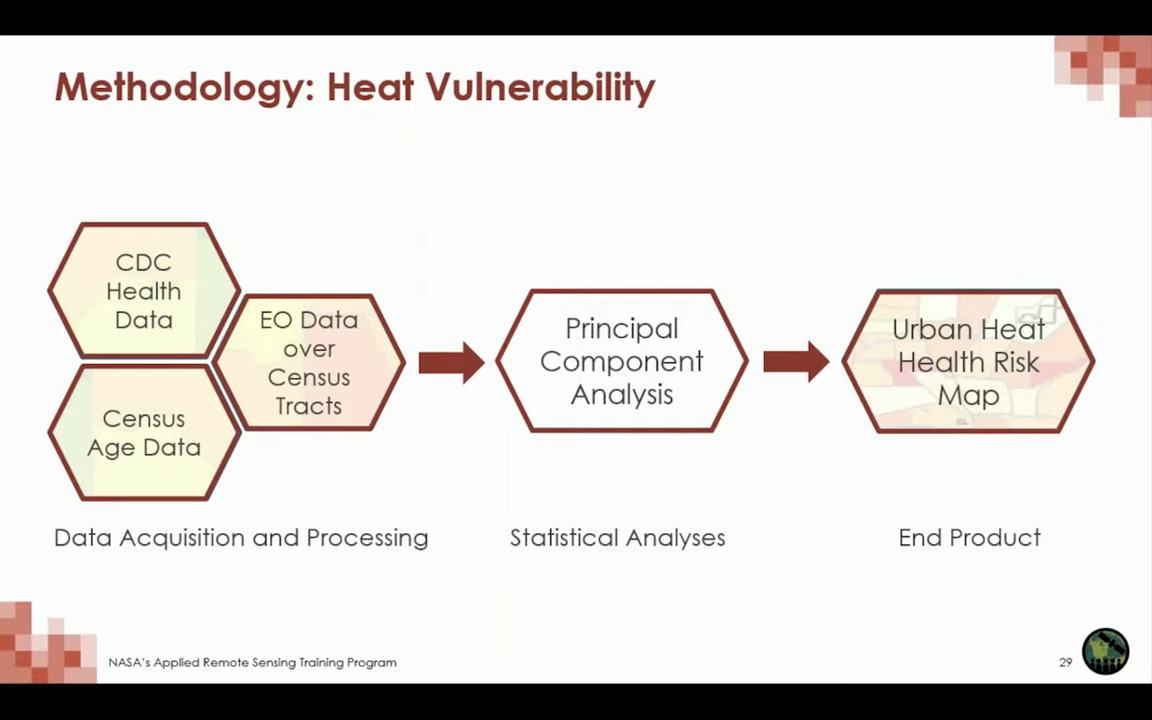 Methodology: Heat Vulnerability
CDC
Health
Data
Census
Age Data
EO Data
over
Census
Tracts
Principal
Component
Analysis
Urban Heat
Health Risk
Map
Data Acquisition and Processing
Statistical Analyses
End Product
NASA's Applied Remote Sensing Training Program
29